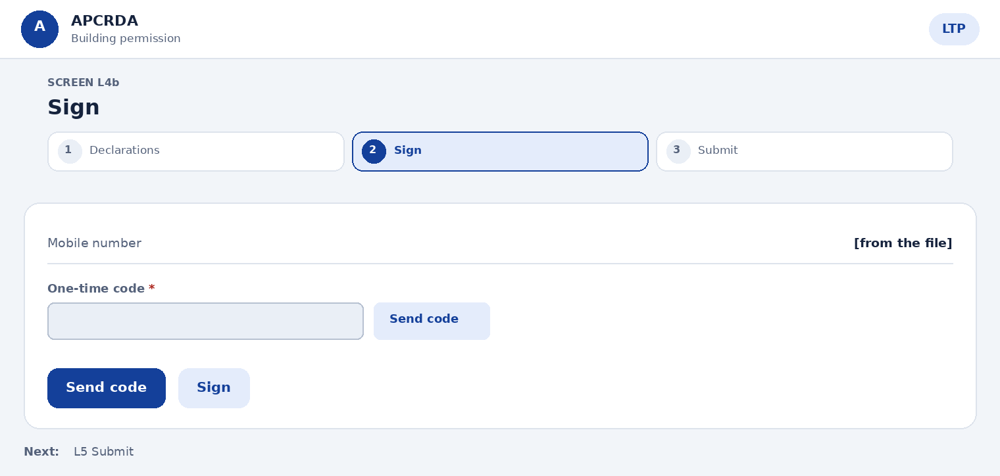 A
APCRDA
Building permission
LTP
SCREEN L4b
Sign
1 Declarations
2 Sign
3 Submit
Mobile number [from the file]
One-time code *
Send code
Send code Sign
Next: L5 Submit